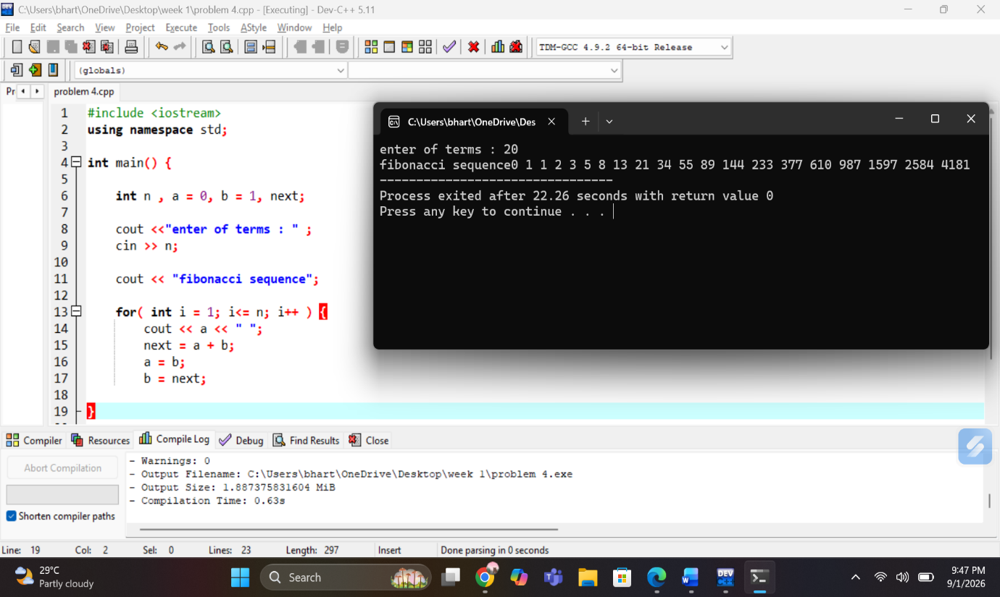 C:\Users\bhart\OneDrive\Desktop\week 1\problem 4.cpp - [Executing] - Dev-C++ 5.11
File Edit Search View Project Execute Tools AStyle Window Help
TDM-GCC 4.9.2 64-bit Release
(globals)
Pr problem 4.cpp
1 #include <iostream>
2 using namespace std;
3
4 int main() {
5
6 int n , a = 0, b = 1, next;
7
8 cout <<"enter of terms : " ;
9 cin >> n;
10
11 cout << "fibonacci sequence";
12
13 for( int i = 1; i<= n; i++ ) {
14 cout << a << " ";
15 next = a + b;
16 a = b;
17 b = next;
18
19 }
C:\Users\bhart\OneDrive\Des
enter of terms : 20
fibonacci sequence0 1 1 2 3 5 8 13 21 34 55 89 144 233 377 610 987 1597 2584 4181
--------------------------------
Process exited after 22.26 seconds with return value 0
Press any key to continue . . .
Compiler Resources Compile Log Debug Find Results Close
Abort Compilation
Shorten compiler paths
- Warnings: 0
- Output Filename: C:\Users\bhart\OneDrive\Desktop\week 1\problem 4.exe
- Output Size: 1.887375831604 MiB
- Compilation Time: 0.63s
Line: 19 Col: 2 Sel: 0 Lines: 23 Length: 297 Insert Done parsing in 0 seconds
29°C
Partly cloudy
Search
DEV
C++
9:47 PM
9/1/2026